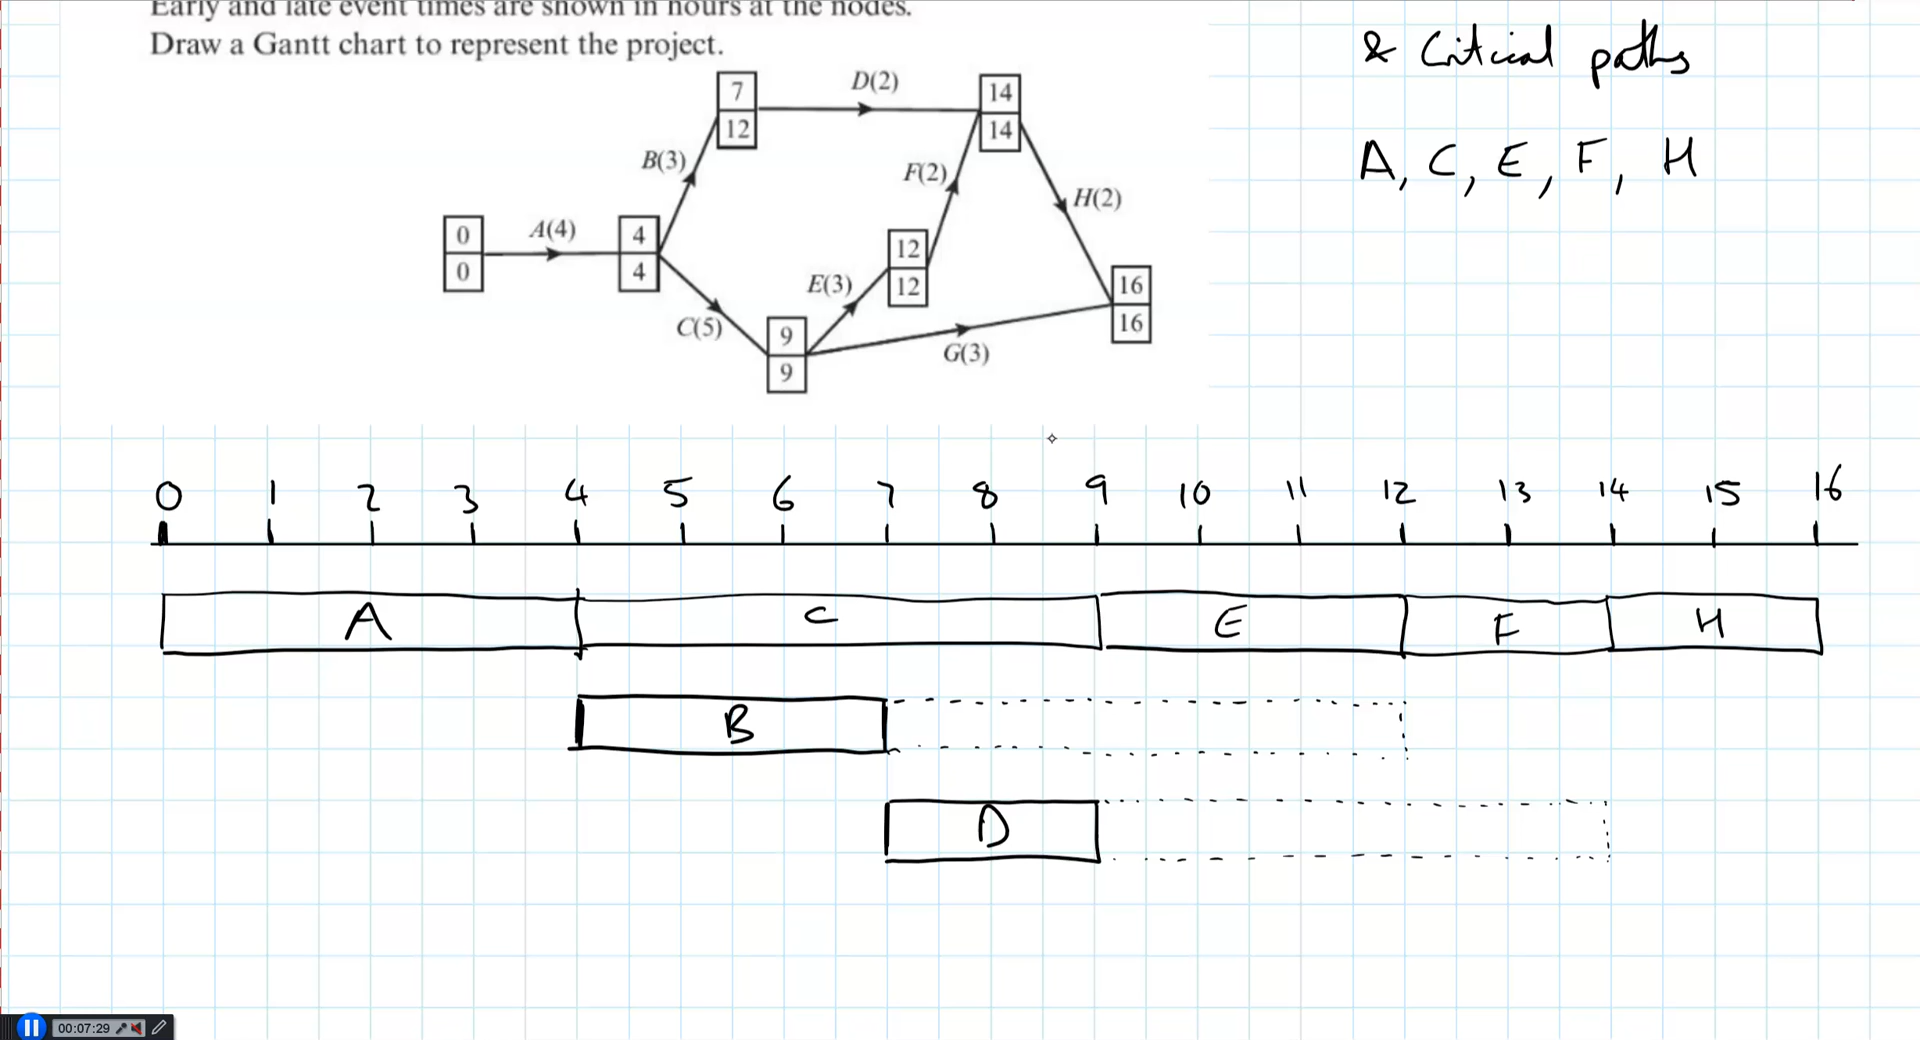 Early and late event times are shown in hours at the nodes.
Draw a Gantt chart to represent the project.
& Critical paths
A, C, E, F, H
7
12
D(2)
14
14
B(3)
F(2)
H(2)
0
0
A(4)
4
4
12
12
E(3)
16
16
C(5)
9
9
G(3)
0 1 2 3 4 5 6 7 8 9 10 11 12 13 14 15 16
A C E F H
B
D
00:07:29